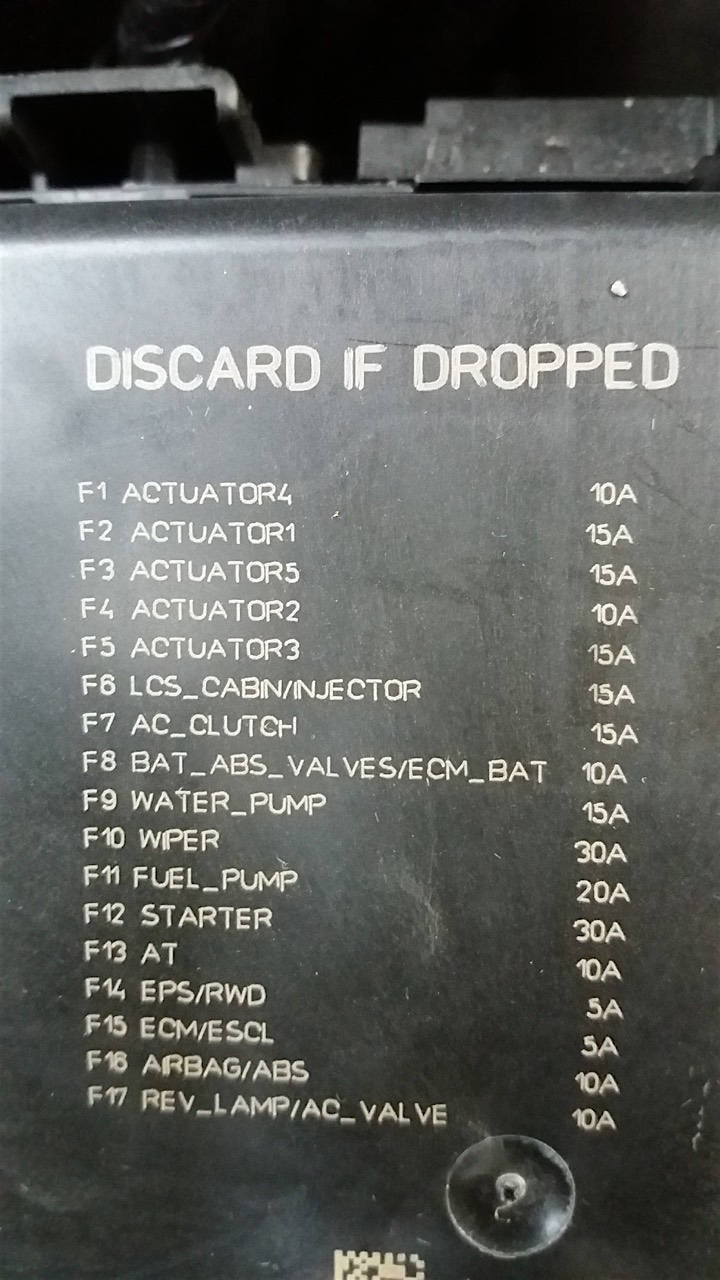 DISCARD IF DROPPED
F1 ACTUATOR4 10A
F2 ACTUATOR1 15A
F3 ACTUATOR5 15A
F4 ACTUATOR2 10A
F5 ACTUATOR3 15A
F6 LCS_CABIN/INJECTOR 15A
F7 AC_CLUTCH 15A
F8 BAT_ABS_VALVES/ECM_BAT 10A
F9 WATER_PUMP 15A
F10 WIPER 30A
F11 FUEL_PUMP 20A
F12 STARTER 30A
F13 AT 10A
F14 EPS/RWD 5A
F15 ECM/ESCL 5A
F16 AIRBAG/ABS 10A
F17 REV_LAMP/AC_VALVE 10A